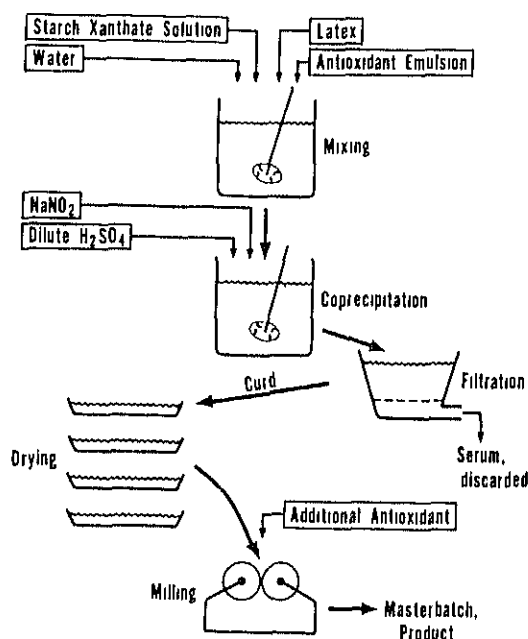 Starch Xanthate Solution
Latex
Water
Antioxidant Emulsion
Mixing
NaNO2
Dilute H2SO4
Coprecipitation
Curd
Filtration
Drying
Serum,
discarded
Additional Antioxidant
Milling
Masterbatch,
Product